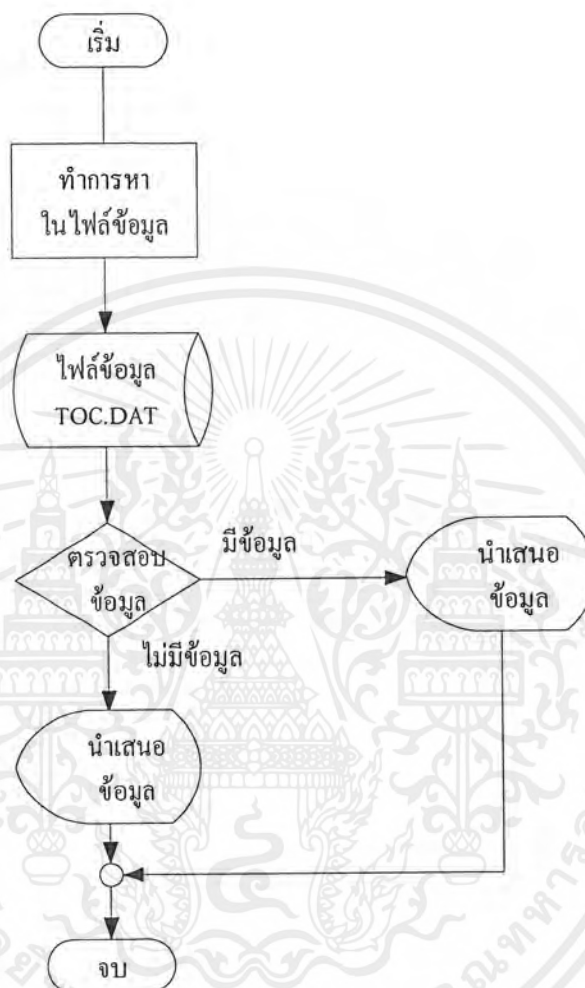 เริ่ม
ทำการหา
ในไฟล์ข้อมูล
ไฟล์ข้อมูล
TOC.DAT
ตรวจสอบ
ข้อมูล
มีข้อมูล
นำเสนอ
ข้อมูล
ไม่มีข้อมูล
นำเสนอ
ข้อมูล
จบ